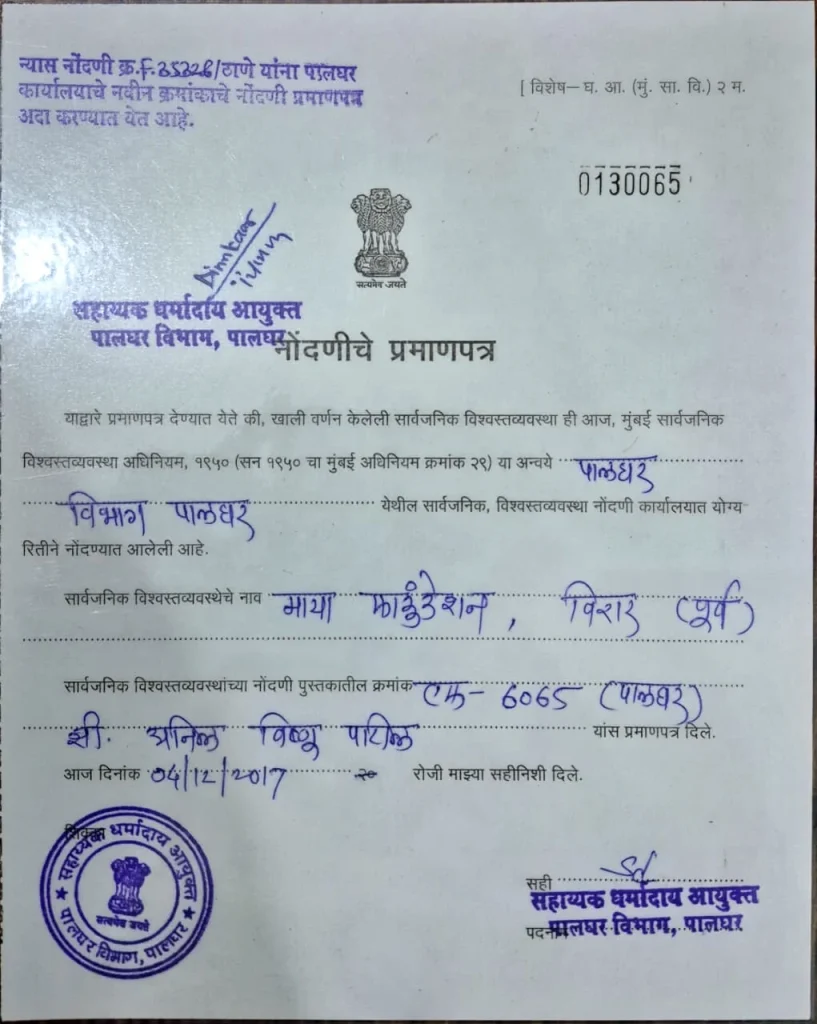 न्यास नोंदणी क्र.F.35328/ठाणे यांना पालघर
कार्यालयाचे नवीन क्रमांकाचे नोंदणी प्रमाणपत्र
अदा करण्यात येत आहे.
[ विशेष–घ. आ. (मुं. सा. वि.) २ म.
0130065
सत्यमेव जयते
सहाय्यक धर्मादाय आयुक्त
पालघर विभाग, पालघर
नोंदणीचे प्रमाणपत्र
याद्वारे प्रमाणपत्र देण्यात येते की, खाली वर्णन केलेली सार्वजनिक विश्वस्तव्यवस्था ही आज, मुंबई सार्वजनिक
विश्वस्तव्यवस्था अधिनियम, १९५० (सन १९५० चा मुंबई अधिनियम क्रमांक २९) या अन्वये पालघर
विभाग पालघर येथील सार्वजनिक, विश्वस्तव्यवस्था नोंदणी कार्यालयात योग्य
रितीने नोंदण्यात आलेली आहे.
सार्वजनिक विश्वस्तव्यवस्थेचे नाव माया फाऊंडेशन, विरार (पूर्व)
सार्वजनिक विश्वस्तव्यवस्थांच्या नोंदणी पुस्तकातील क्रमांक एफ- 6065 (पालघर)
श्री. अनिल विष्णू पाटील यांस प्रमाणपत्र दिले.
आज दिनांक 04/12/2017 २० रोजी माझ्या सहीनिशी दिले.
शिक्का
सहाय्यक धर्मादाय आयुक्त
सत्यमेव जयते
पालघर विभाग, पालघर
सही
सहाय्यक धर्मादाय आयुक्त
पदनाम पालघर विभाग, पालघर